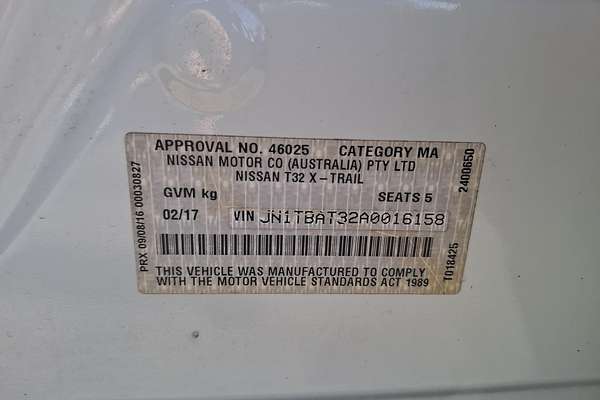 APPROVAL NO. 46025 CATEGORY MA
NISSAN MOTOR CO (AUSTRALIA) PTY LTD
NISSAN T32 X-TRAIL
GVM kg SEATS 5
02/17 VIN JN1TBAT32A0016158
THIS VEHICLE WAS MANUFACTURED TO COMPLY
WITH THE MOTOR VEHICLE STANDARDS ACT 1989
PRX 09/08/16 00030827
2400650
T018425